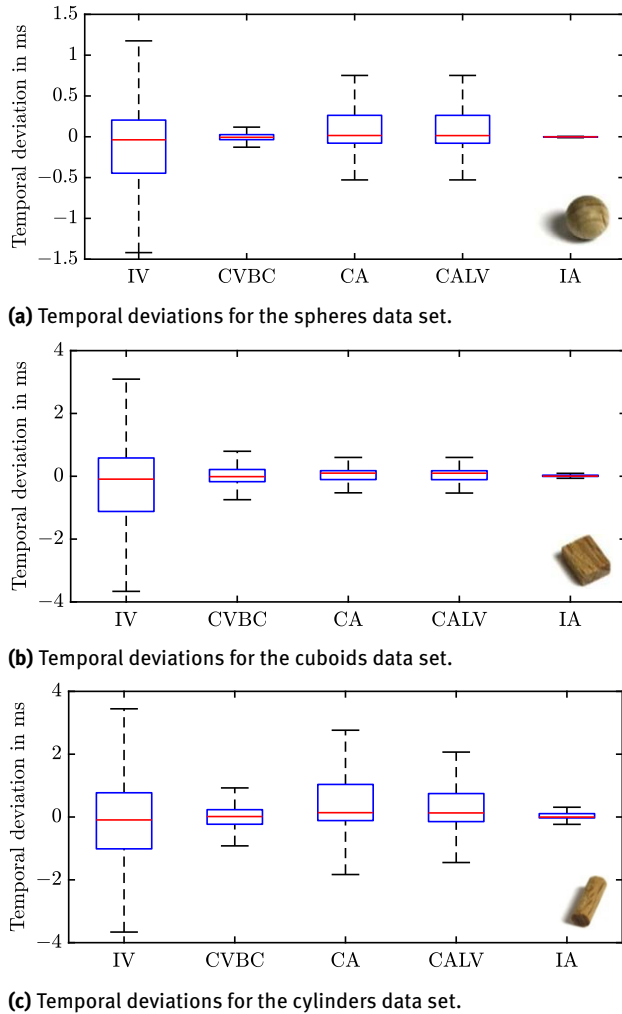 1.5
1
0.5
0
−0.5
−1
−1.5
Temporal deviation in ms
IV CVBC CA CALV IA
(a) Temporal deviations for the spheres data set.
4
2
0
−2
−4
Temporal deviation in ms
IV CVBC CA CALV IA
(b) Temporal deviations for the cuboids data set.
4
2
0
−2
−4
Temporal deviation in ms
IV CVBC CA CALV IA
(c) Temporal deviations for the cylinders data set.